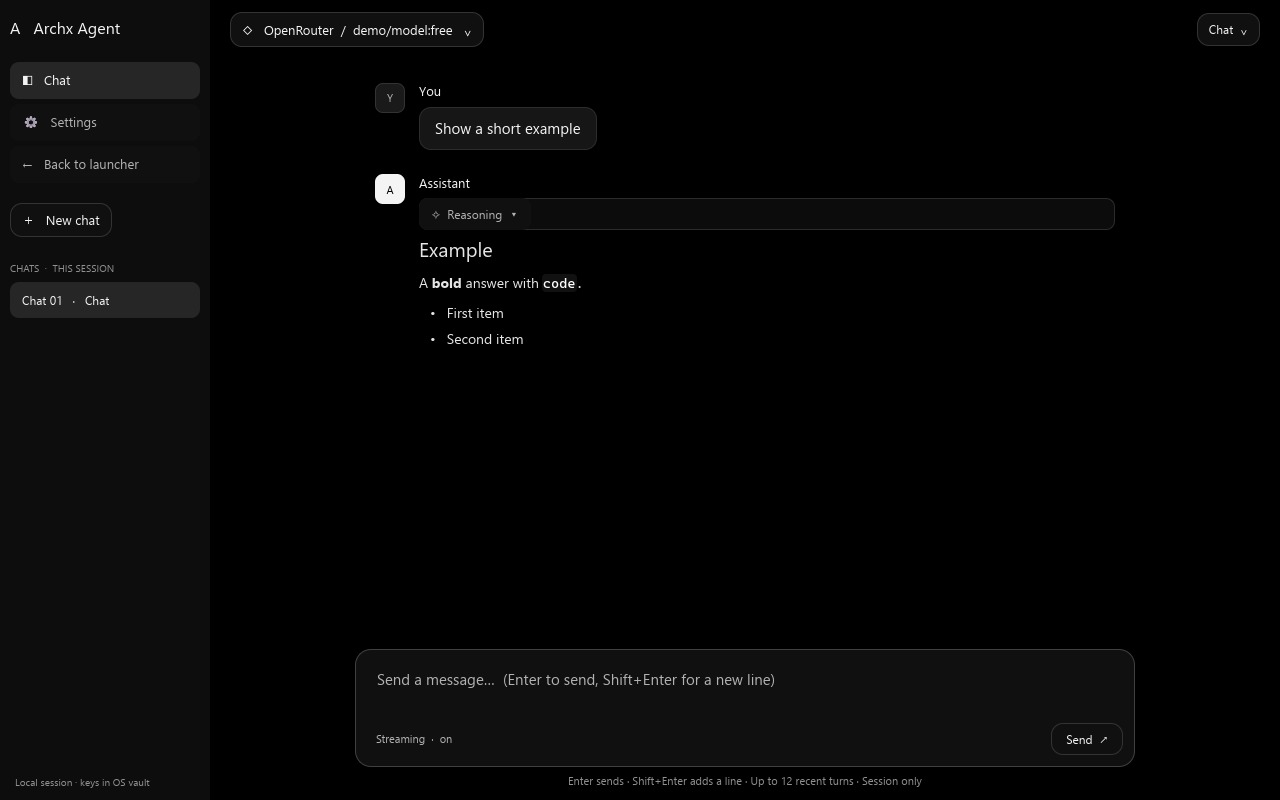 A Archx Agent
Chat
Settings
← Back to launcher
+ New chat
CHATS · THIS SESSION
Chat 01 · Chat
Local session · keys in OS vault
OpenRouter / demo/model:free
Chat
Y
You
Show a short example
A
Assistant
Reasoning
Example
A bold answer with code.
• First item
• Second item
Send a message... (Enter to send, Shift+Enter for a new line)
Streaming · on
Send ↗
Enter sends · Shift+Enter adds a line · Up to 12 recent turns · Session only